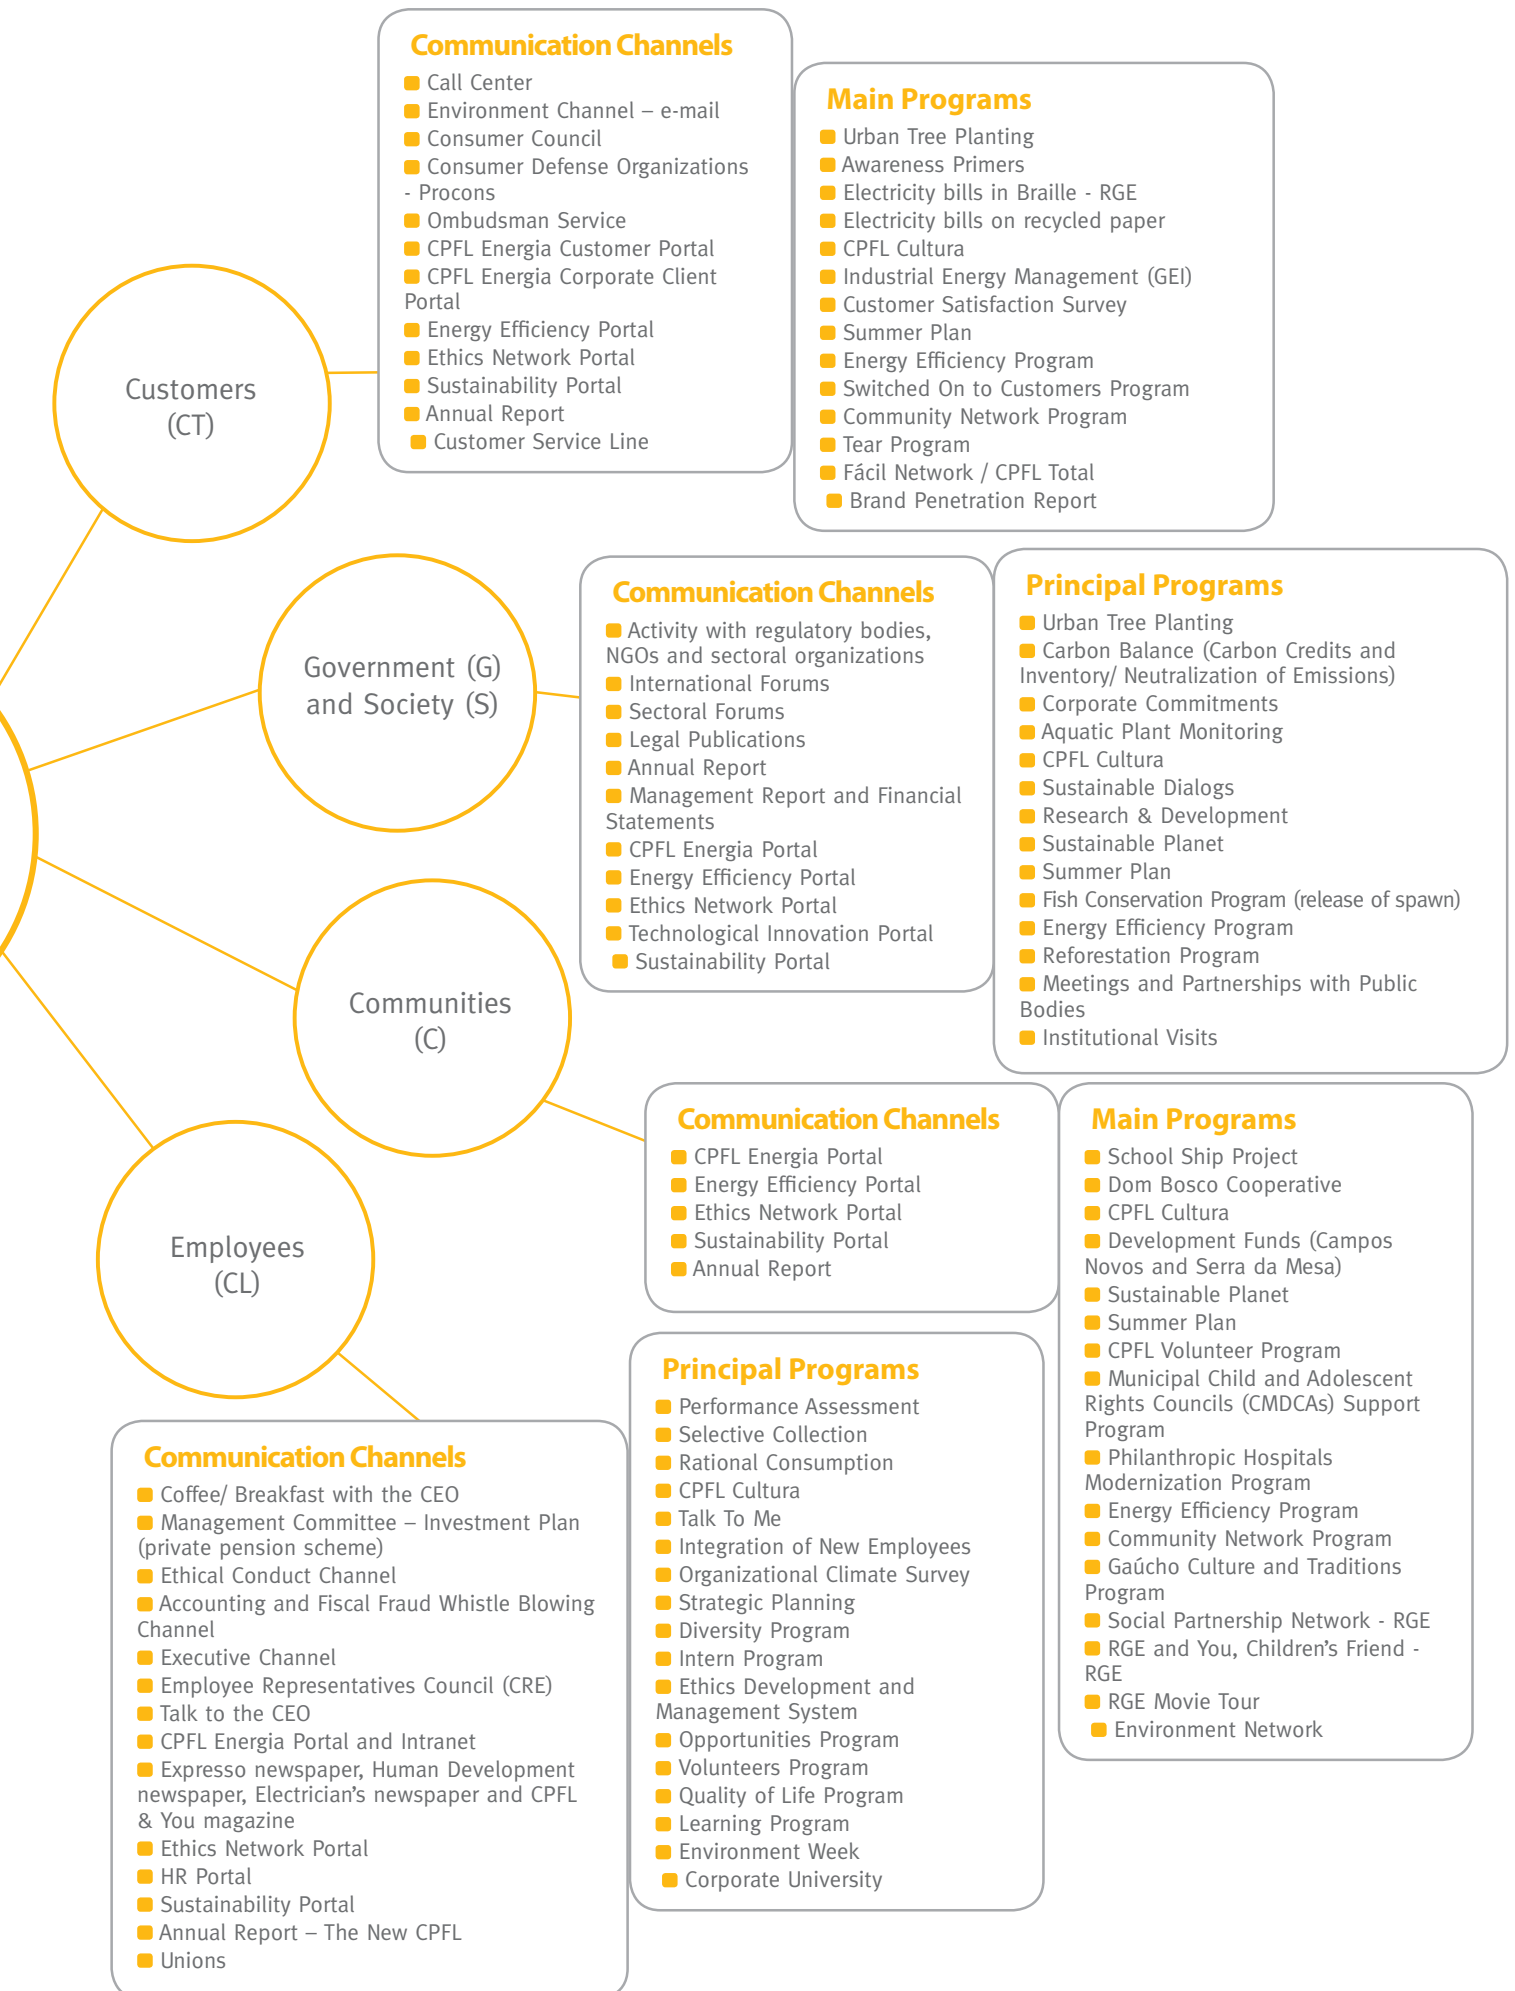 Customers
(CT)
Communication Channels
Call Center
Environment Channel – e-mail
Consumer Council
Consumer Defense Organizations
- Procons
Ombudsman Service
CPFL Energia Customer Portal
CPFL Energia Corporate Client
Portal
Energy Efficiency Portal
Ethics Network Portal
Sustainability Portal
Annual Report
Customer Service Line
Main Programs
Urban Tree Planting
Awareness Primers
Electricity bills in Braille - RGE
Electricity bills on recycled paper
CPFL Cultura
Industrial Energy Management (GEI)
Customer Satisfaction Survey
Summer Plan
Energy Efficiency Program
Switched On to Customers Program
Community Network Program
Tear Program
Fácil Network / CPFL Total
Brand Penetration Report
Government (G)
and Society (S)
Communication Channels
Activity with regulatory bodies,
NGOs and sectoral organizations
International Forums
Sectoral Forums
Legal Publications
Annual Report
Management Report and Financial
Statements
CPFL Energia Portal
Energy Efficiency Portal
Ethics Network Portal
Technological Innovation Portal
Sustainability Portal
Principal Programs
Urban Tree Planting
Carbon Balance (Carbon Credits and
Inventory/ Neutralization of Emissions)
Corporate Commitments
Aquatic Plant Monitoring
CPFL Cultura
Sustainable Dialogs
Research & Development
Sustainable Planet
Summer Plan
Fish Conservation Program (release of spawn)
Energy Efficiency Program
Reforestation Program
Meetings and Partnerships with Public
Bodies
Institutional Visits
Communities
(C)
Communication Channels
CPFL Energia Portal
Energy Efficiency Portal
Ethics Network Portal
Sustainability Portal
Annual Report
Main Programs
School Ship Project
Dom Bosco Cooperative
CPFL Cultura
Development Funds (Campos
Novos and Serra da Mesa)
Sustainable Planet
Summer Plan
CPFL Volunteer Program
Municipal Child and Adolescent
Rights Councils (CMDCAs) Support
Program
Philanthropic Hospitals
Modernization Program
Energy Efficiency Program
Community Network Program
Gaúcho Culture and Traditions
Program
Social Partnership Network - RGE
RGE and You, Children’s Friend -
RGE
RGE Movie Tour
Environment Network
Employees
(CL)
Communication Channels
Coffee/ Breakfast with the CEO
Management Committee – Investment Plan
(private pension scheme)
Ethical Conduct Channel
Accounting and Fiscal Fraud Whistle Blowing
Channel
Executive Channel
Employee Representatives Council (CRE)
Talk to the CEO
CPFL Energia Portal and Intranet
Expresso newspaper, Human Development
newspaper, Electrician’s newspaper and CPFL
& You magazine
Ethics Network Portal
HR Portal
Sustainability Portal
Annual Report – The New CPFL
Unions
Principal Programs
Performance Assessment
Selective Collection
Rational Consumption
CPFL Cultura
Talk To Me
Integration of New Employees
Organizational Climate Survey
Strategic Planning
Diversity Program
Intern Program
Ethics Development and
Management System
Opportunities Program
Volunteers Program
Quality of Life Program
Learning Program
Environment Week
Corporate University